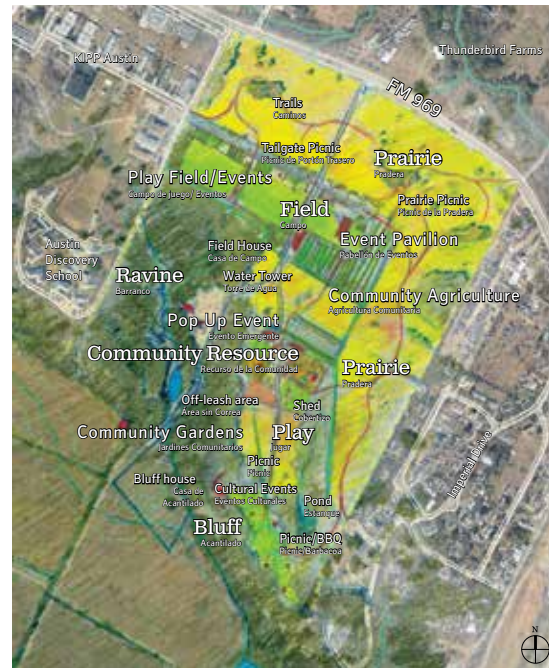 KIPP Austin
Thunderbird Farms
FM 969
Trails
Caminos
Tailgate Picnic
Picnic de Portón Trasero
Prairie
Pradera
Play Field/Events
Campo de juego/ Eventos
Prairie Picnic
Picnic de la Pradera
Field
Campo
Event Pavilion
Pabellón de Eventos
Austin
Discovery
School
Field House
Casa de Campo
Ravine
Barranco
Water Tower
Torre de Agua
Community Agriculture
Agricultura Comunitaria
Pop Up Event
Evento Emergente
Community Resource
Recurso de la Comunidad
Prairie
Pradera
Off-leash area
Área sin Correa
Shed
Cobertizo
Community Gardens
Jardines Comunitarios
Play
Jugar
Imperial Drive
Picnic
Picnic
Bluff house
Casa de
Acantilado
Cultural Events
Eventos Culturales
Pond
Estanque
Bluff
Acantilado
Picnic/BBQ
Picnic/Barbacoa
N